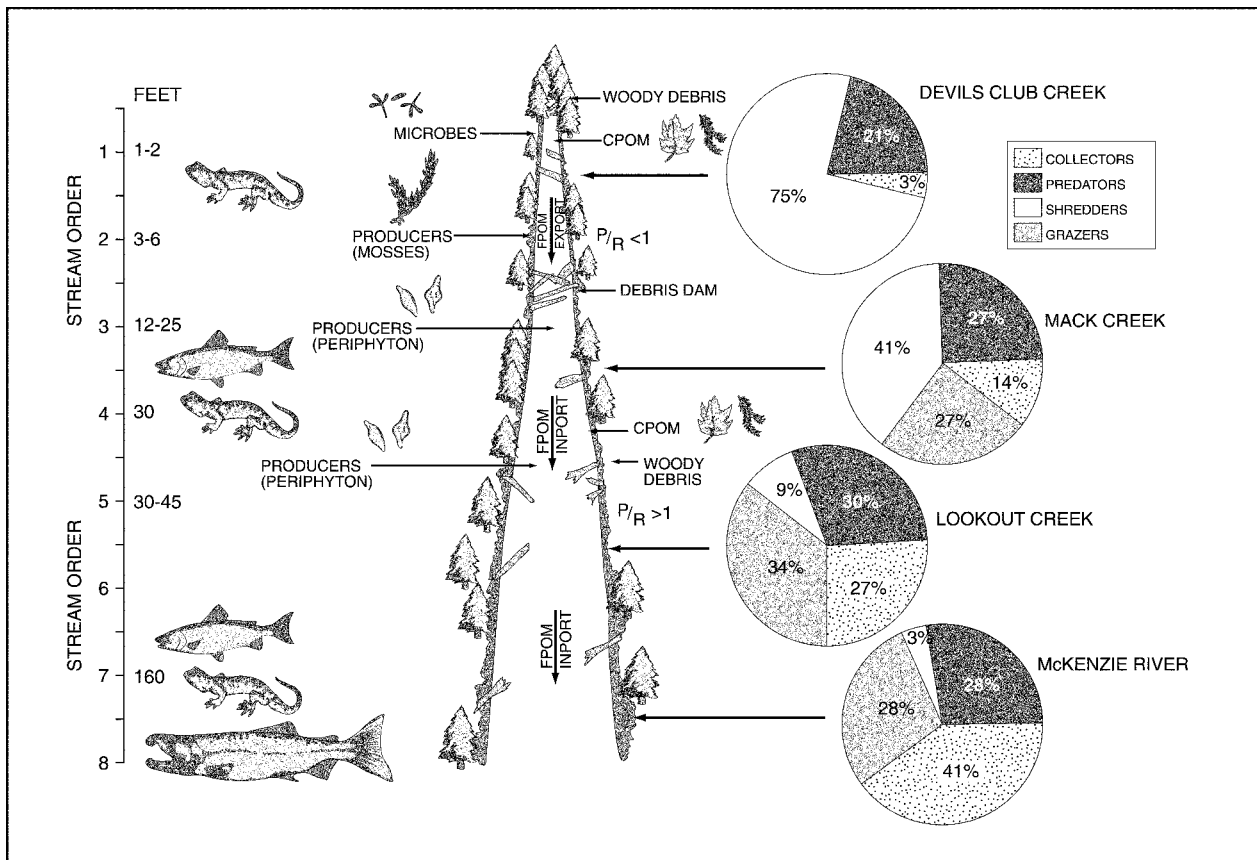 FEET
STREAM ORDER
STREAM ORDER
1
1-2
2
3-6
3
12-25
4
30
5
30-45
6
7
160
8
WOODY DEBRIS
MICROBES
CPOM
PRODUCERS
(MOSSES)
FPOM
EXPORT
P/R <1
DEBRIS DAM
PRODUCERS
(PERIPHYTON)
FPOM
INPORT
CPOM
PRODUCERS
(PERIPHYTON)
WOODY
DEBRIS
P/R >1
FPOM
INPORT
DEVILS CLUB CREEK
21%
3%
75%
COLLECTORS
PREDATORS
SHREDDERS
GRAZERS
MACK CREEK
27%
41%
14%
27%
LOOKOUT CREEK
9%
30%
34%
27%
McKENZIE RIVER
3%
28%
28%
41%